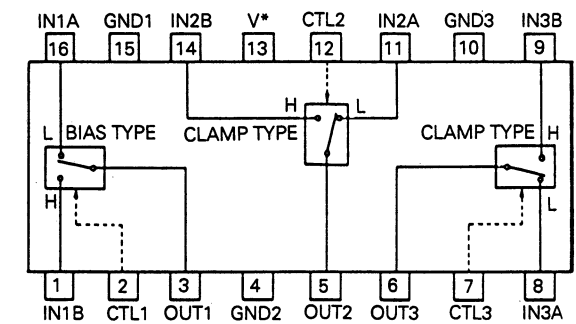 IN1A GND1 IN2B V* CTL2 IN2A GND3 IN3B
16 15 14 13 12 11 10 9
H L
L BIAS TYPE CLAMP TYPE CLAMP TYPE H
H L
1 2 3 4 5 6 7 8
IN1B CTL1 OUT1 GND2 OUT2 OUT3 CTL3 IN3A